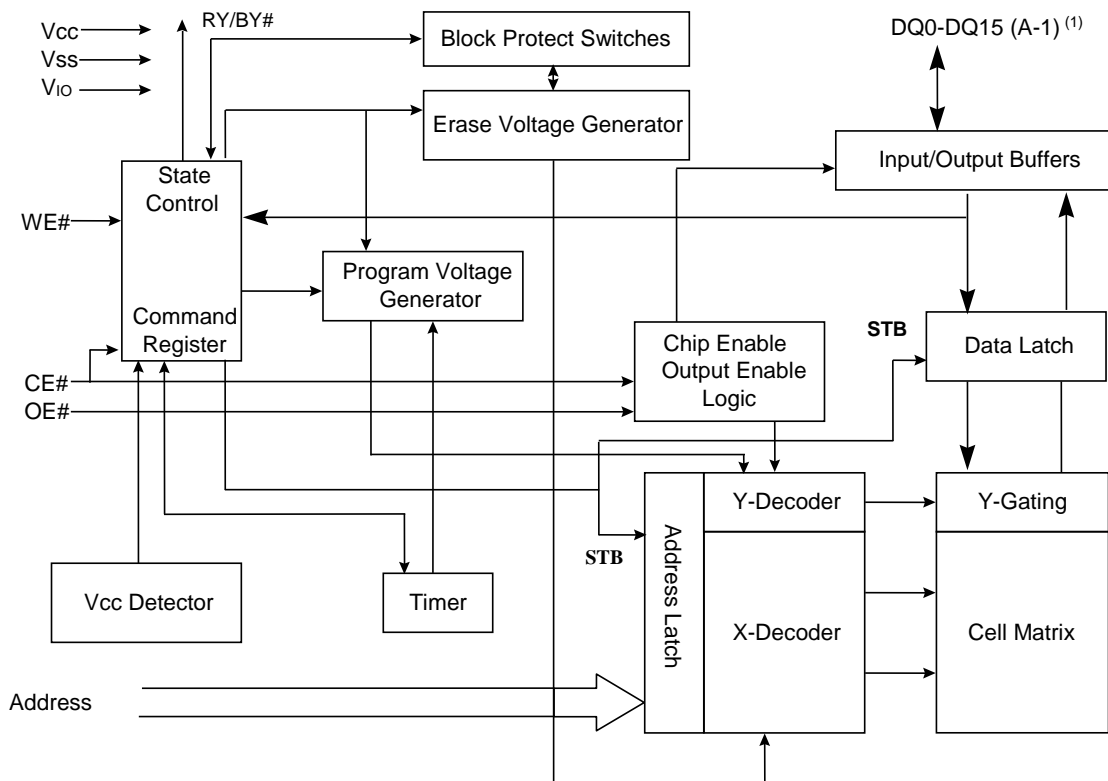 Vcc
Vss
VIO
RY/BY#
Block Protect Switches
DQ0-DQ15 (A-1) (1)
Erase Voltage Generator
Input/Output Buffers
State
Control
WE#
Program Voltage
Generator
Command
Register
STB
Chip Enable
Output Enable
Logic
Data Latch
CE#
OE#
Y-Decoder
Y-Gating
STB
Address Latch
Vcc Detector
Timer
X-Decoder
Cell Matrix
Address